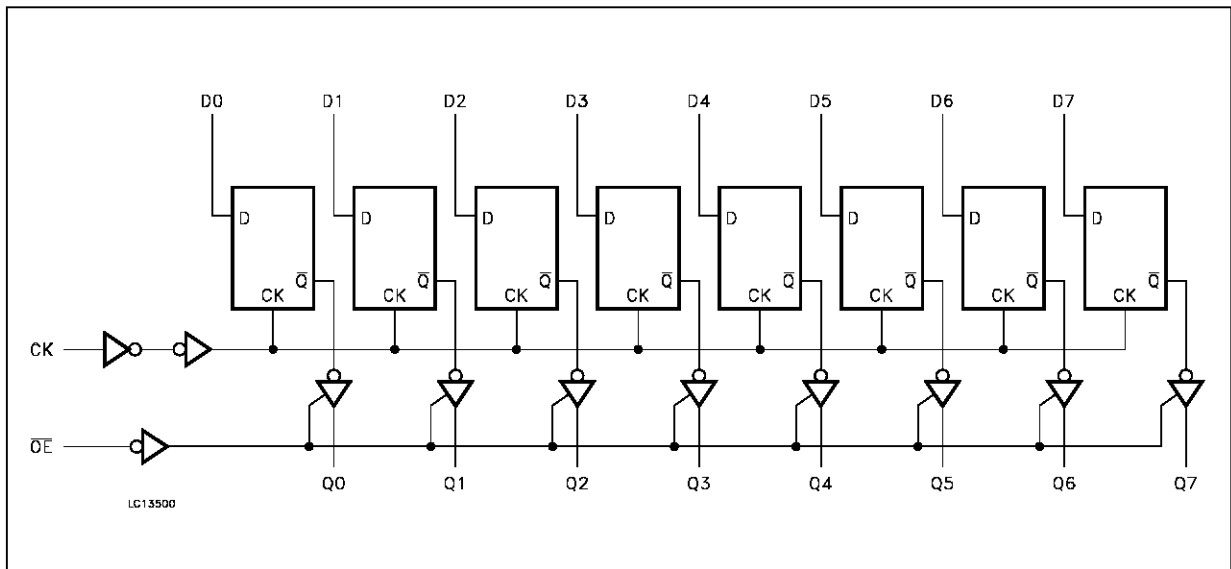 D0 D1 D2 D3 D4 D5 D6 D7
D D D D D D D D
Q̅ Q̅ Q̅ Q̅ Q̅ Q̅ Q̅ Q̅
CK CK CK CK CK CK CK CK
CK
O̅E̅
Q0 Q1 Q2 Q3 Q4 Q5 Q6 Q7
LC13500